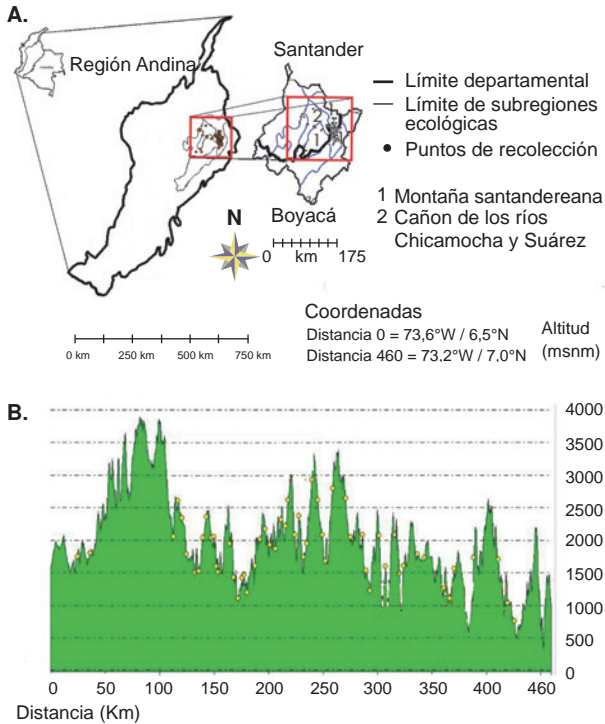 A.
Región Andina
Santander
2
1
Boyacá
N
0 km 175
Límite departamental
Límite de subregiones
ecológicas
Puntos de recolección
1 Montaña santandereana
2 Cañon de los ríos
Chicamocha y Suárez
0 km 250 km 500 km 750 km
Coordenadas
Distancia 0 = 73,6°W / 6,5°N
Distancia 460 = 73,2°W / 7,0°N
Altitud
(msnm)
B.
4000
3500
3000
2500
2000
1500
1000
500
0
0 50 100 150 200 250 300 350 400 460
Distancia (Km)